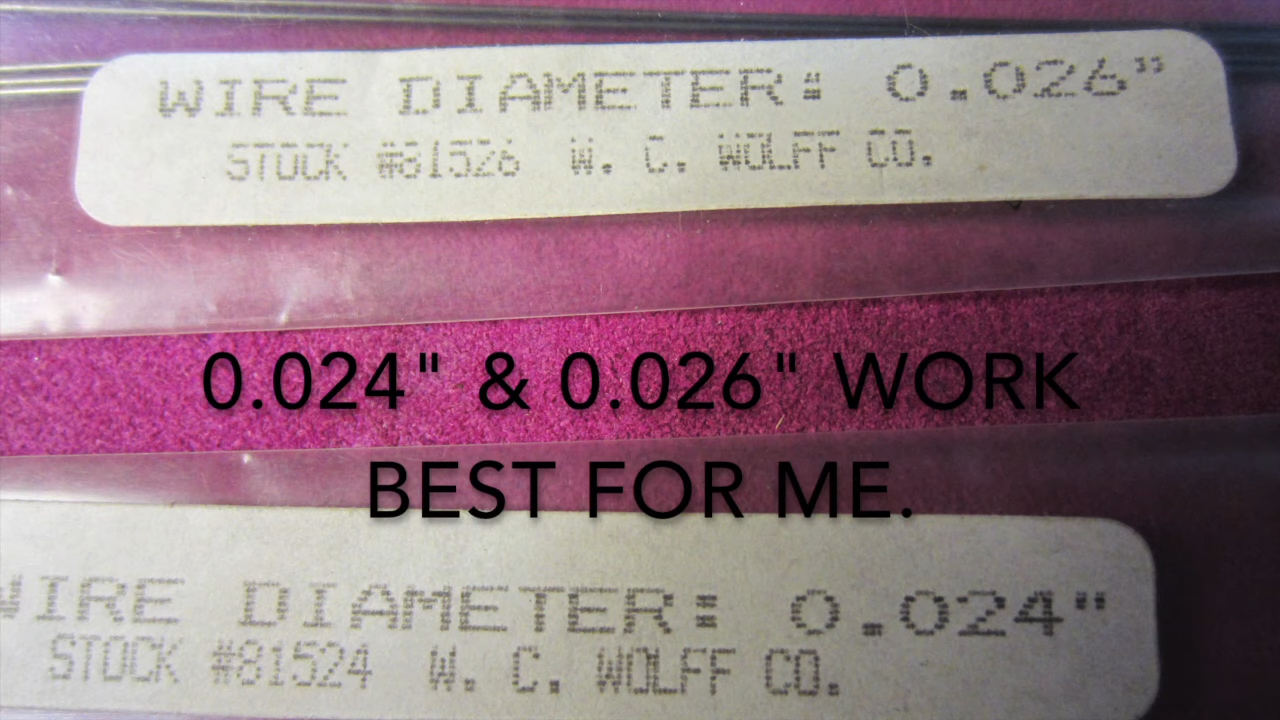 WIRE DIAMETER: 0.026"
STOCK #81526 W. C. WOLFF CO.
0.024" & 0.026" WORK
BEST FOR ME.
WIRE DIAMETER: 0.024"
STOCK #81524 W. C. WOLFF CO.